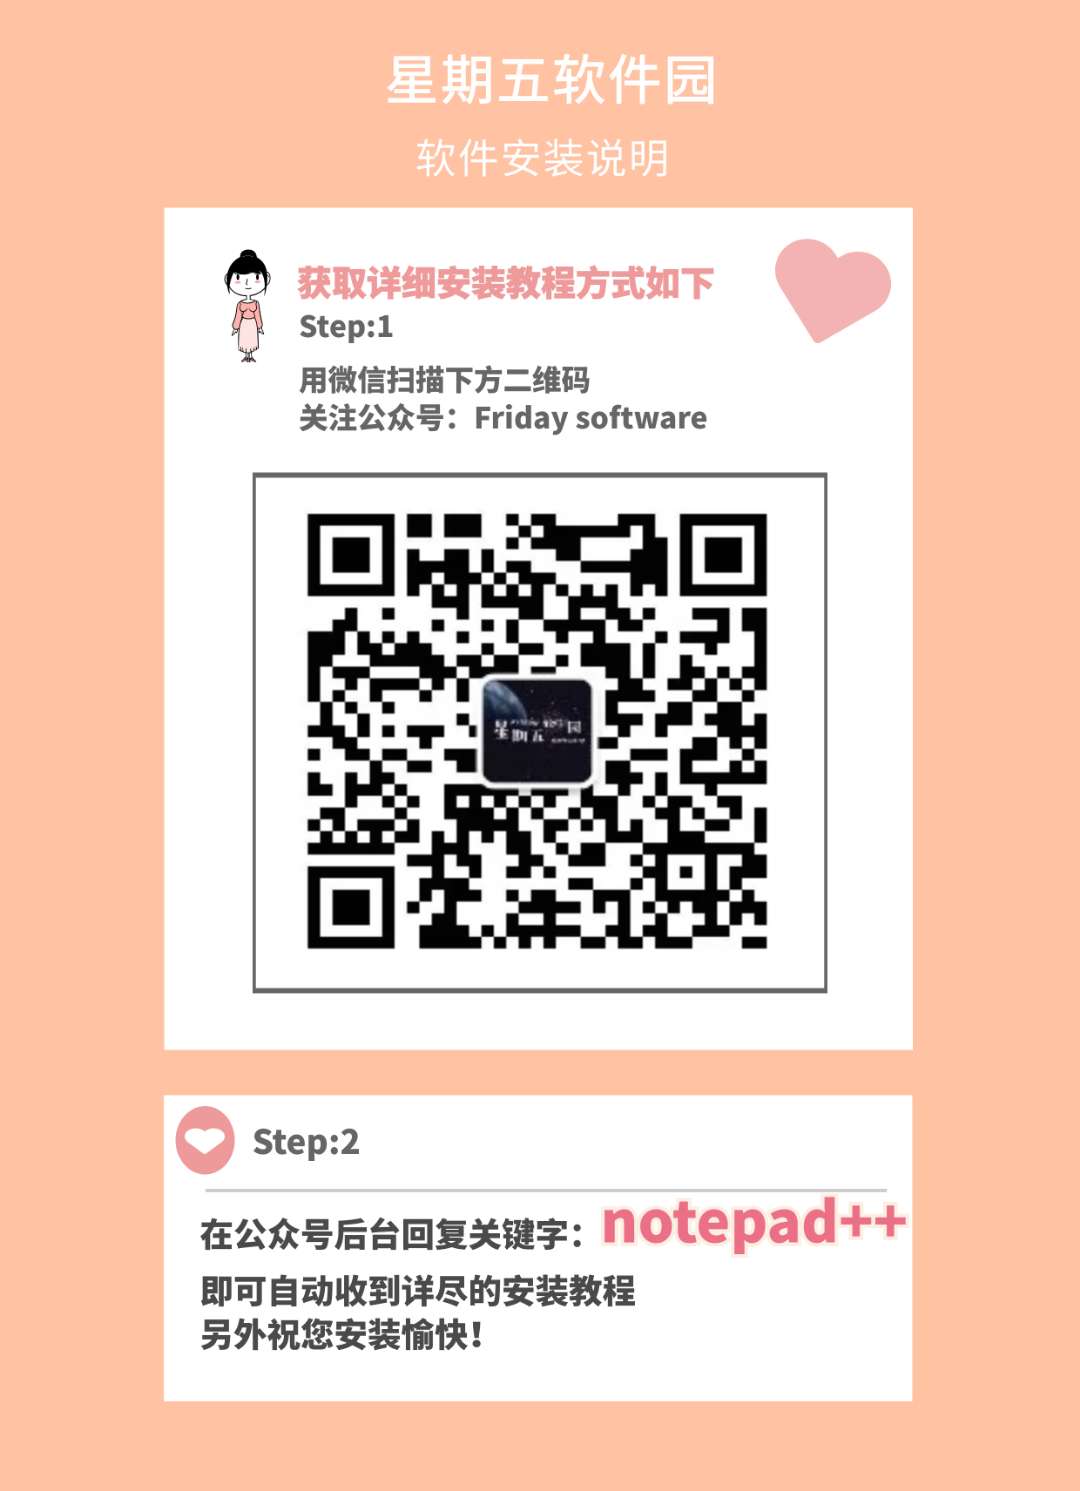 星期五软件园
软件安装说明
获取详细安装教程方式如下
Step:1
用微信扫描下方二维码
关注公众号：Friday software
星期五 园
Step:2
在公众号后台回复关键字：notepad++
即可自动收到详尽的安装教程
另外祝您安装愉快！